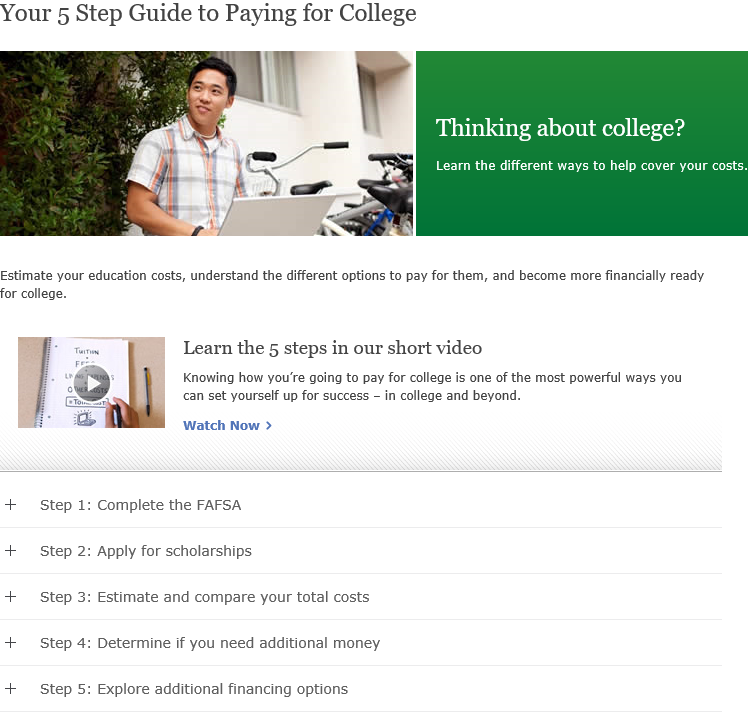 Your 5 Step Guide to Paying for College
Thinking about college?
Learn the different ways to help cover your costs.
Estimate your education costs, understand the different options to pay for them, and become more financially ready
for college.
TUITION
+
FEES
Learn the 5 steps in our short video
Knowing how you’re going to pay for college is one of the most powerful ways you
can set yourself up for success – in college and beyond.
Watch Now >
+ Step 1: Complete the FAFSA
+ Step 2: Apply for scholarships
+ Step 3: Estimate and compare your total costs
+ Step 4: Determine if you need additional money
+ Step 5: Explore additional financing options